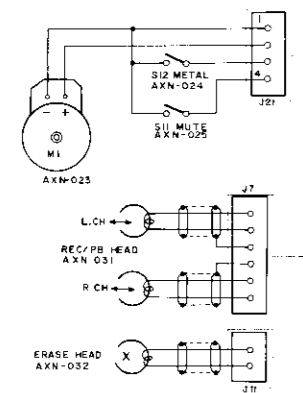 1
S12 METAL
AXN-024
4
J21
S11 MUTE
AXN-025
- +
M1
AXN-023
J7
L.CH
REC/PB HEAD
AXN 031
R CH
ERASE HEAD
AXN-032
X
J11